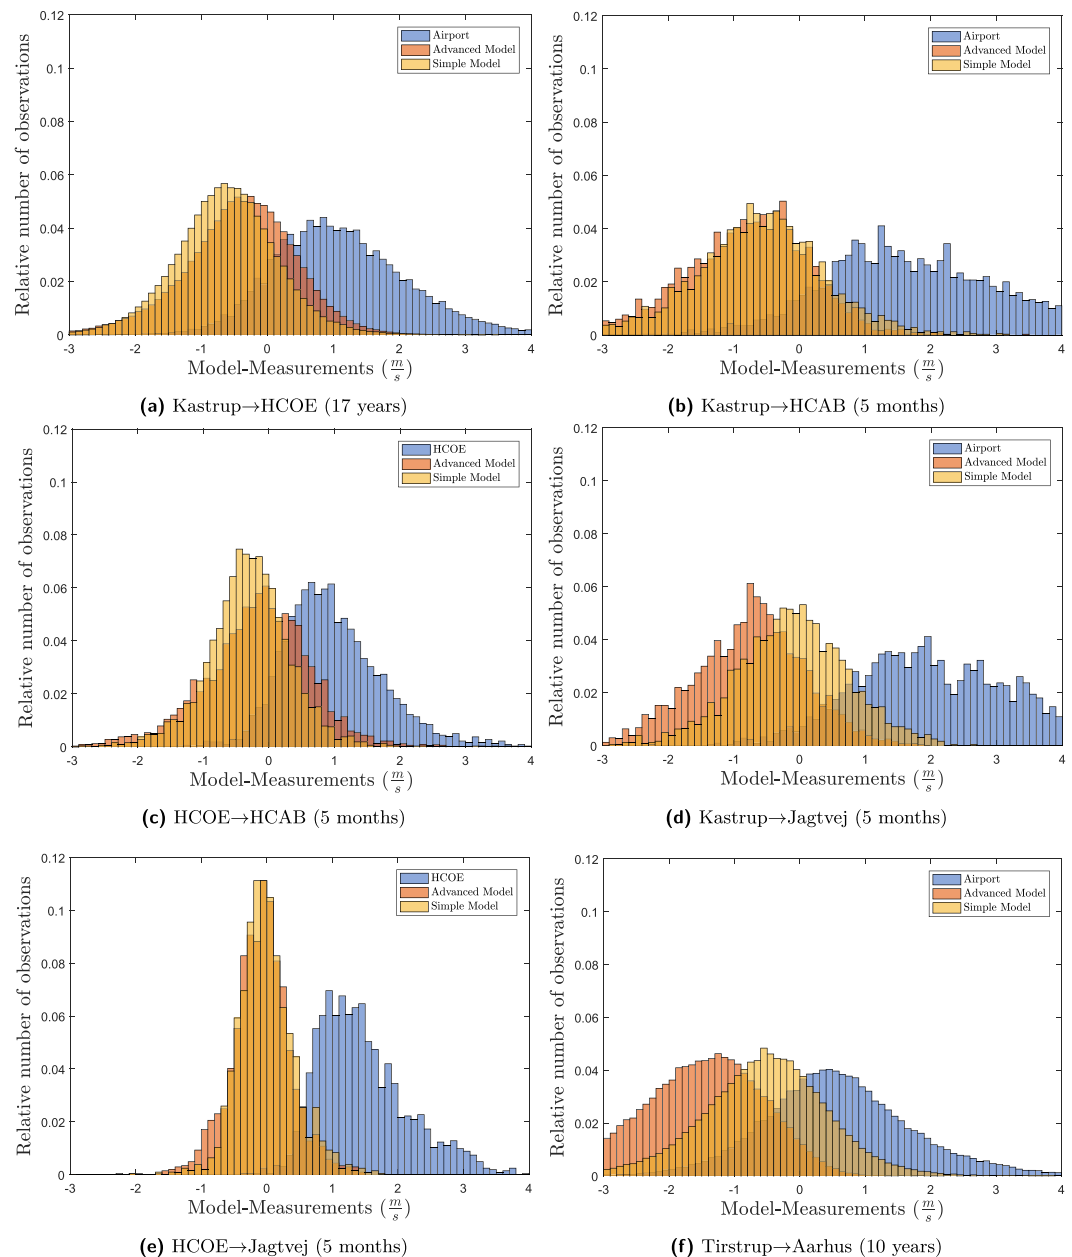 0.12
0.1
0.08
0.06
0.04
0.02
0
-3 -2 -1 0 1 2 3 4
Relative number of observations
Model-Measurements (m/s)
Airport
Advanced Model
Simple Model
(a) Kastrup→HCOE (17 years)
0.12
0.1
0.08
0.06
0.04
0.02
0
-3 -2 -1 0 1 2 3 4
Relative number of observations
Model-Measurements (m/s)
Airport
Advanced Model
Simple Model
(b) Kastrup→HCAB (5 months)
0.12
0.1
0.08
0.06
0.04
0.02
0
-3 -2 -1 0 1 2 3 4
Relative number of observations
Model-Measurements (m/s)
HCOE
Advanced Model
Simple Model
(c) HCOE→HCAB (5 months)
0.12
0.1
0.08
0.06
0.04
0.02
0
-3 -2 -1 0 1 2 3 4
Relative number of observations
Model-Measurements (m/s)
Airport
Advanced Model
Simple Model
(d) Kastrup→Jagtvej (5 months)
0.12
0.1
0.08
0.06
0.04
0.02
0
-3 -2 -1 0 1 2 3 4
Relative number of observations
Model-Measurements (m/s)
HCOE
Advanced Model
Simple Model
(e) HCOE→Jagtvej (5 months)
0.12
0.1
0.08
0.06
0.04
0.02
0
-3 -2 -1 0 1 2 3 4
Relative number of observations
Model-Measurements (m/s)
Airport
Advanced Model
Simple Model
(f) Tirstrup→Aarhus (10 years)